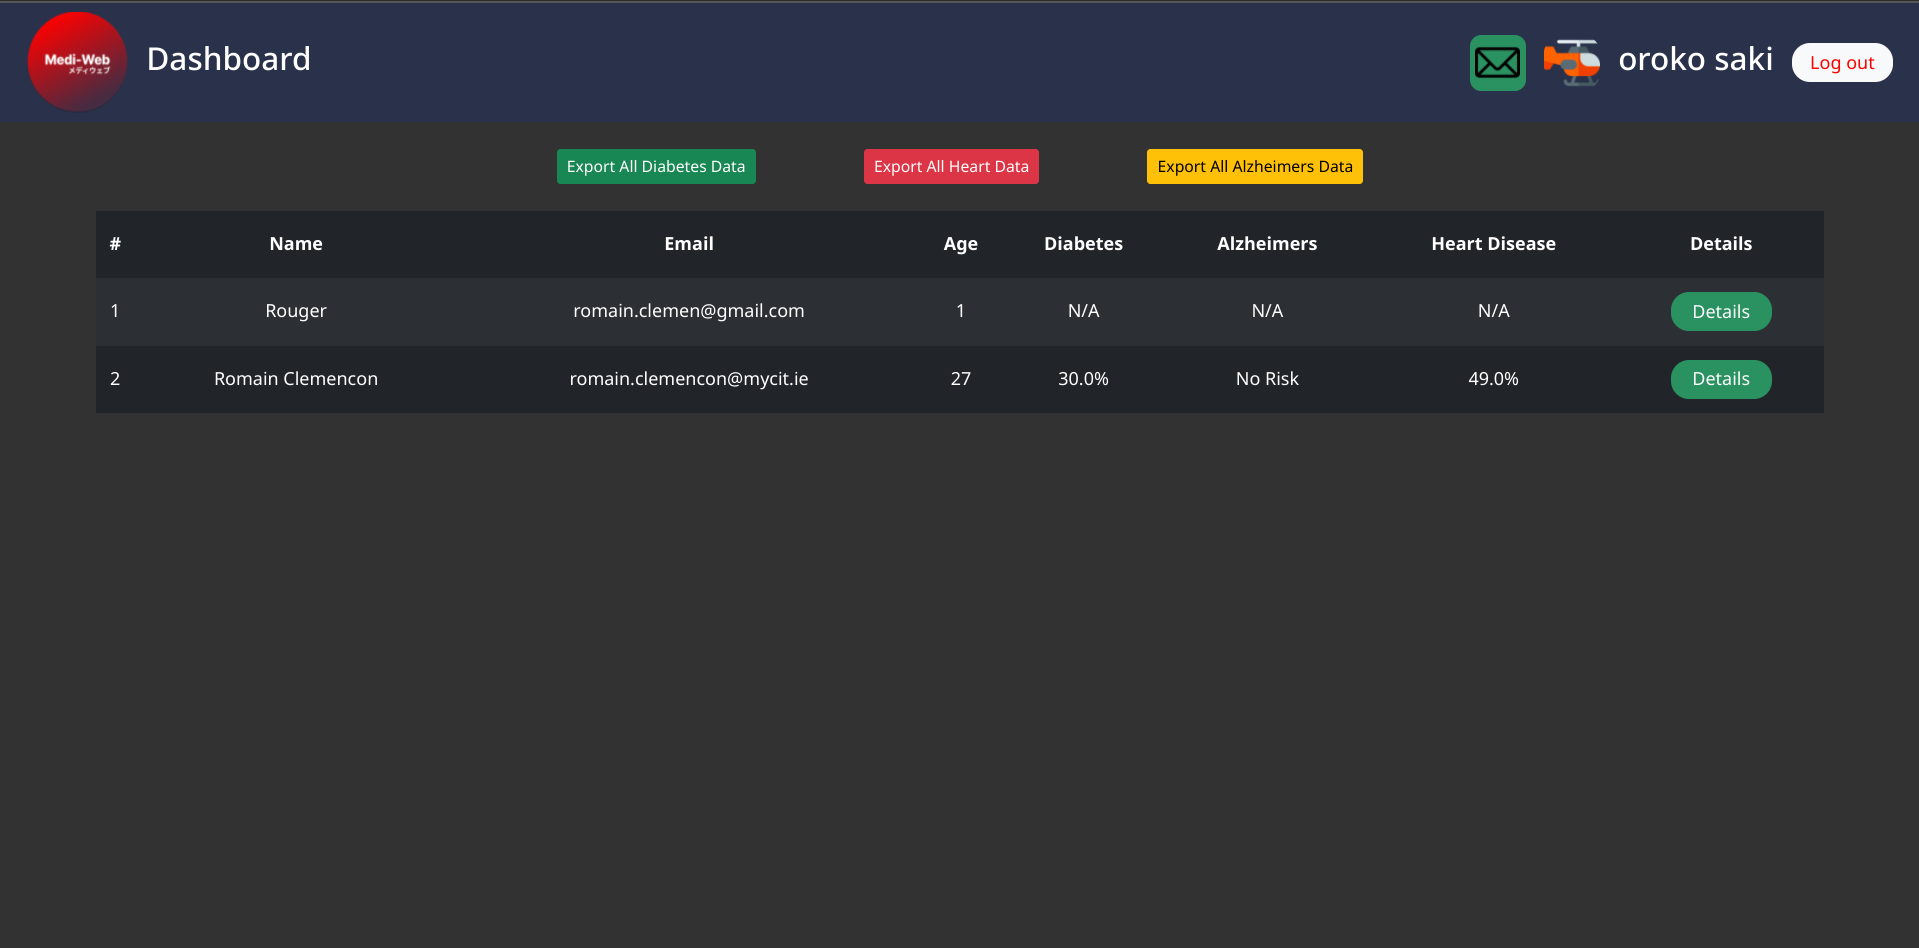 Medi-Web
メディウェブ
Dashboard
oroko saki
Log out
Export All Diabetes Data
Export All Heart Data
Export All Alzheimers Data
# Name Email Age Diabetes Alzheimers Heart Disease Details
1 Rouger romain.clemen@gmail.com 1 N/A N/A N/A Details
2 Romain Clemencon romain.clemencon@mycit.ie 27 30.0% No Risk 49.0% Details